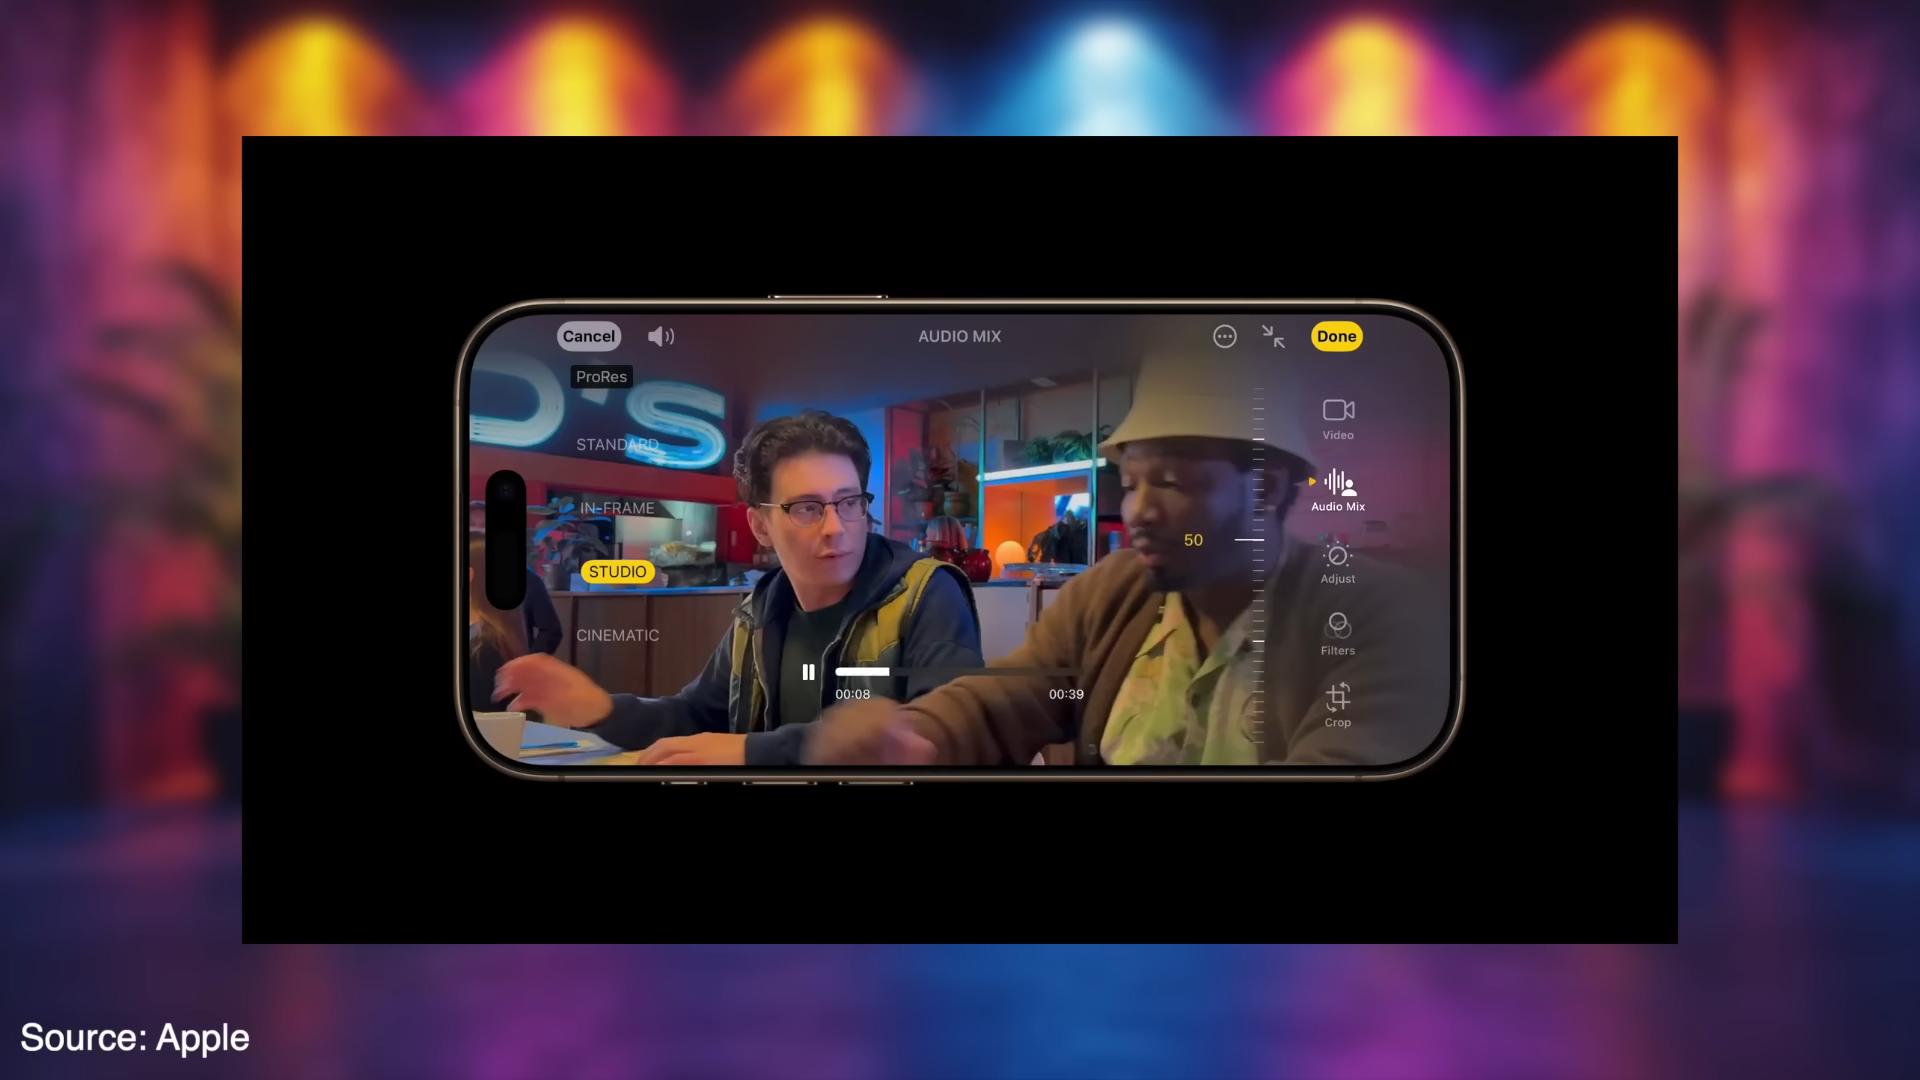 Cancel
AUDIO MIX
Done
ProRes
D'S
STANDARD
Video
IN-FRAME
Audio Mix
50
STUDIO
Adjust
CINEMATIC
Filters
00:08
00:39
Crop
Source: Apple